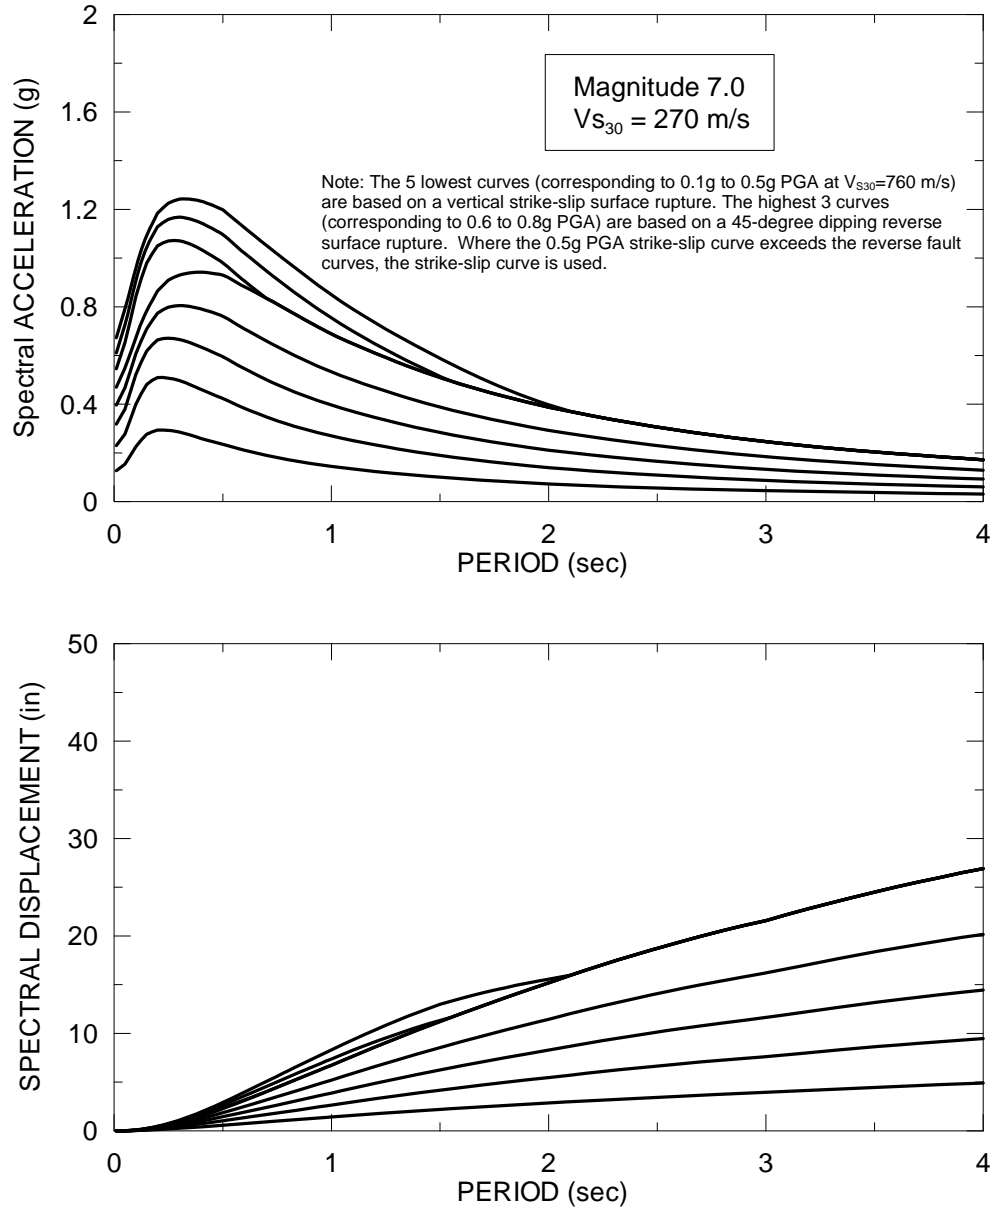 2
1.6
1.2
0.8
0.4
0
Spectral ACCELERATION (g)
Magnitude 7.0
Vs30 = 270 m/s
Note: The 5 lowest curves (corresponding to 0.1g to 0.5g PGA at VS30=760 m/s)
are based on a vertical strike-slip surface rupture. The highest 3 curves
(corresponding to 0.6 to 0.8g PGA) are based on a 45-degree dipping reverse
surface rupture.  Where the 0.5g PGA strike-slip curve exceeds the reverse fault
curves, the strike-slip curve is used.
0 1 2 3 4
PERIOD (sec)
50
40
30
20
10
0
SPECTRAL DISPLACEMENT (in)
0 1 2 3 4
PERIOD (sec)